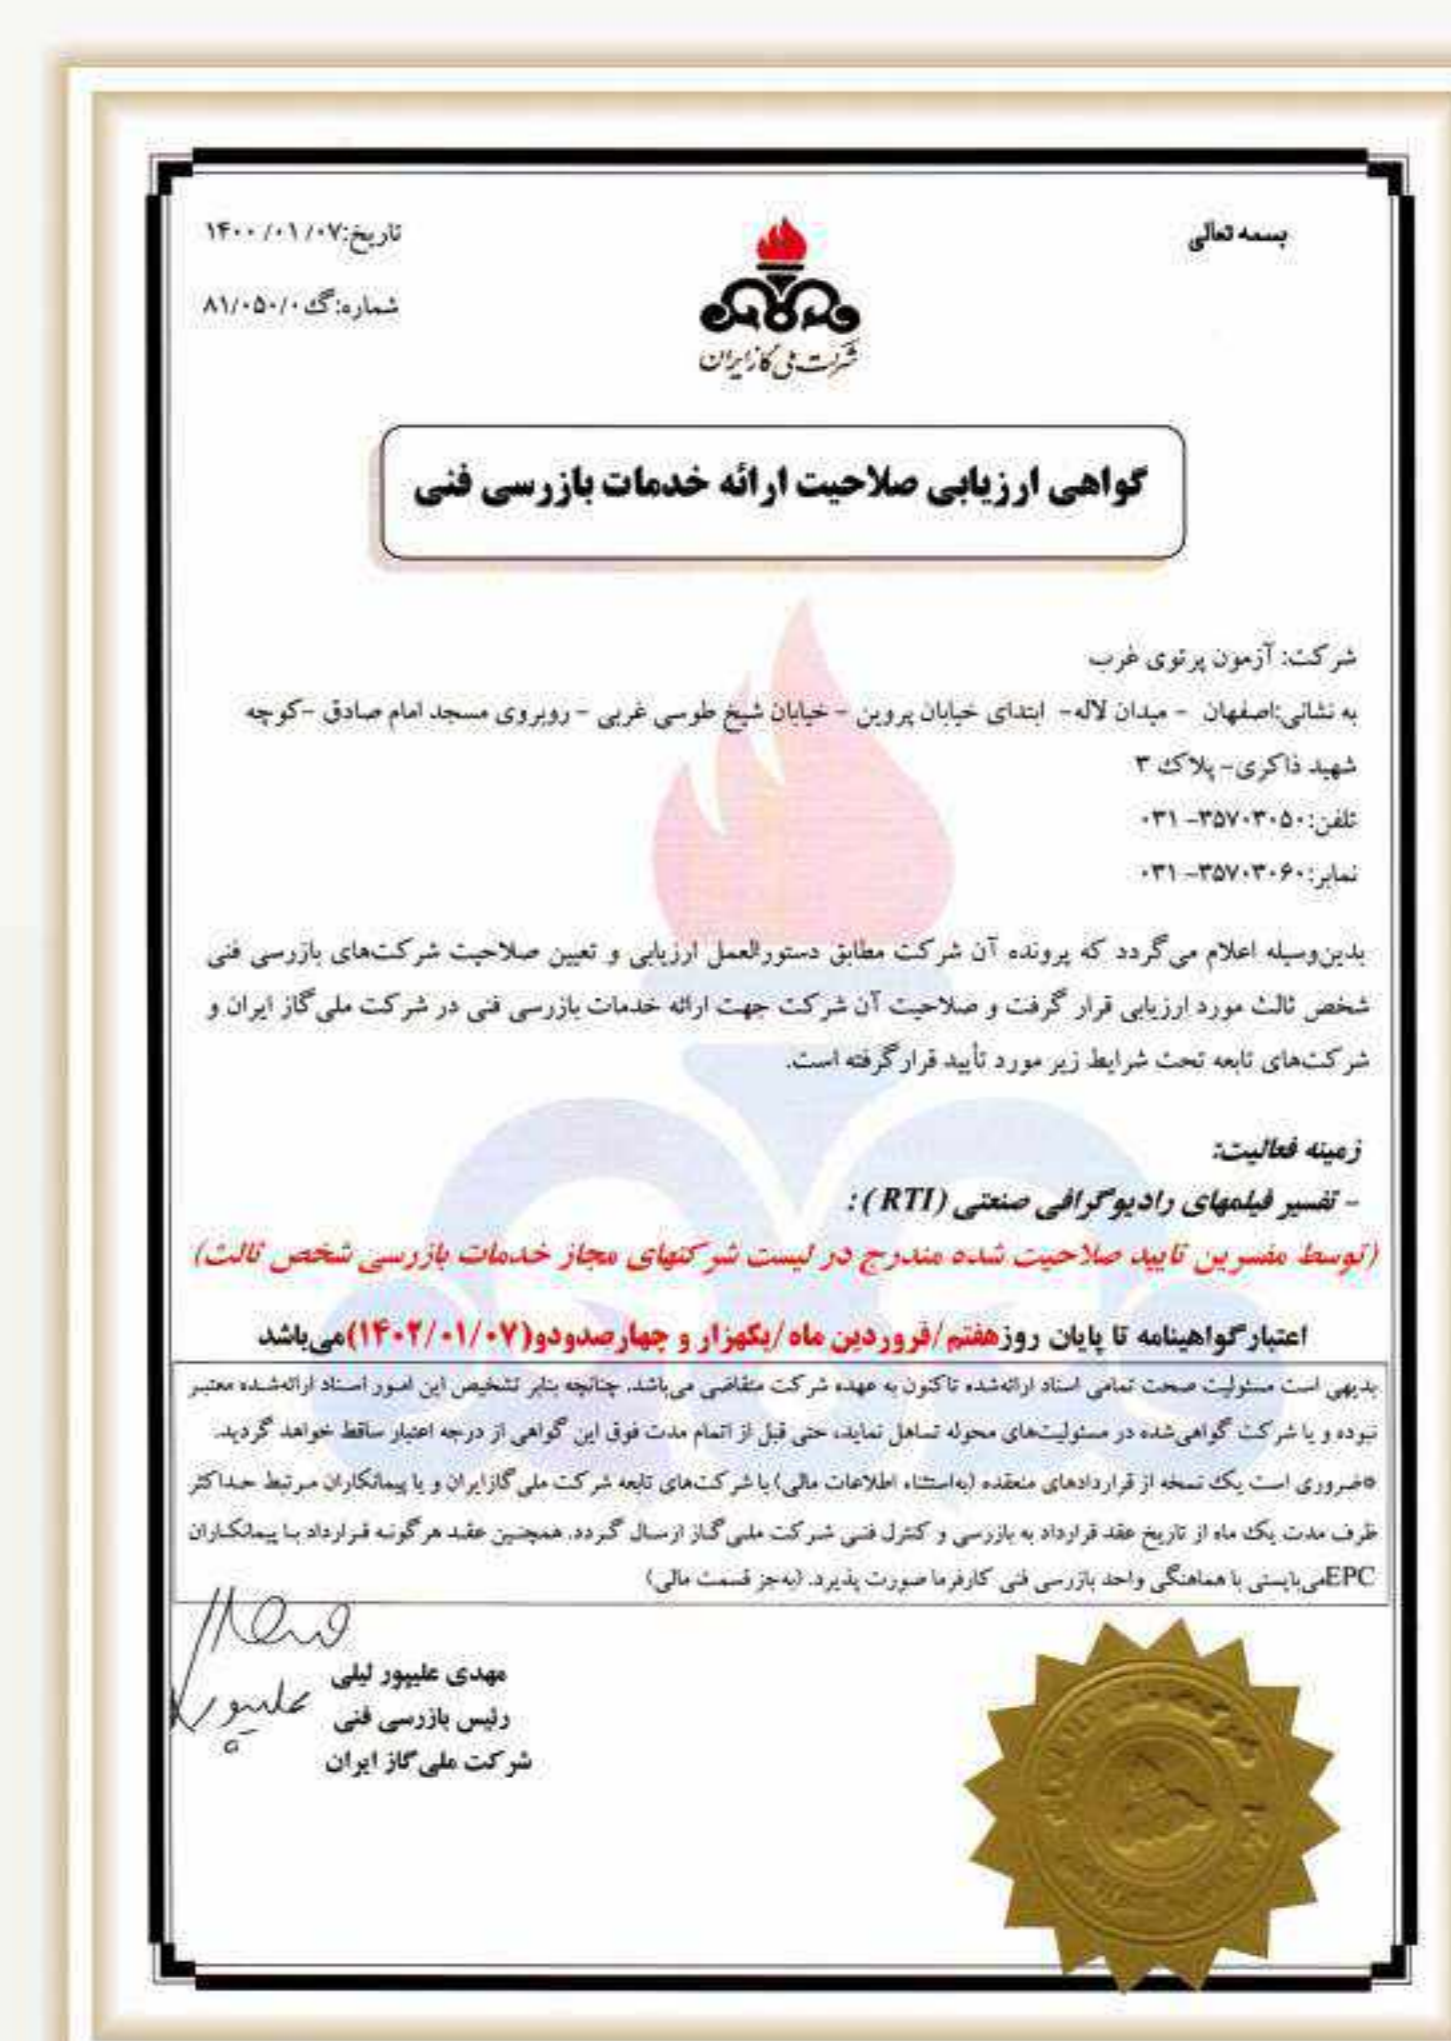 بسمه تعالی
تاریخ:۱۴۰۰/۰۱/۰۷
شماره:گ۸۱/۰۵۰/۰
شرکت ملی گاز ایران
گواهی ارزیابی صلاحیت ارائه خدمات بازرسی فنی
شرکت: آزمون پرتوی غرب
به نشانی:اصفهان - میدان لاله- ابتدای خیابان پروین - خیابان شیخ طوسی غربی - روبروی مسجد امام صادق -کوچه
شهید ذاکری- پلاک ۳
تلفن:۳۵۷۰۳۰۵۰- ۰۳۱
نمابر:۳۵۷۰۳۰۶۰- ۰۳۱
بدین‌وسیله اعلام می‌گردد که پرونده آن شرکت مطابق دستورالعمل ارزیابی و تعیین صلاحیت شرکت‌های بازرسی فنی
شخص ثالث مورد ارزیابی قرار گرفت و صلاحیت آن شرکت جهت ارائه خدمات بازرسی فنی در شرکت ملی گاز ایران و
شرکت‌های تابعه تحت شرایط زیر مورد تأیید قرار گرفته است.
زمینه فعالیت:
- تفسیر فیلمهای رادیوگرافی صنعتی (RTI) :
(توسط مفسرین تایید صلاحیت شده مندرج در لیست شرکتهای مجاز خدمات بازرسی شخص ثالث)
اعتبار گواهینامه تا پایان روزهفتم/فروردین ماه/یکهزار و چهارصدودو(۱۴۰۲/۰۱/۰۷)می‌باشد
بدیهی است مسئولیت صحت تمامی اسناد ارائه‌شده تاکنون به عهده شرکت متقاضی می‌باشد. چنانچه بنابر تشخیص این امور اسناد ارائه‌شده معتبر
نبوده و یا شرکت گواهی‌شده در مسئولیت‌های محوله تساهل نماید، حتی قبل از اتمام مدت فوق این گواهی از درجه اعتبار ساقط خواهد گردید.
*ضروری است یک نسخه از قراردادهای منعقده (به‌استثناء اطلاعات مالی) با شرکت‌های تابعه شرکت ملی گازایران و یا پیمانکاران مرتبط حداکثر
ظرف مدت یک ماه از تاریخ عقد قرارداد به بازرسی و کنترل فنی شرکت ملی گاز ارسال گردد. همچنین عقد هر گونه قرارداد با پیمانکاران
EPCمی‌بایستی با هماهنگی واحد بازرسی فنی کارفرما صورت پذیرد. (به‌جز قسمت مالی)
مهدی علیپور لیلی
رئیس بازرسی فنی
شرکت ملی گاز ایران